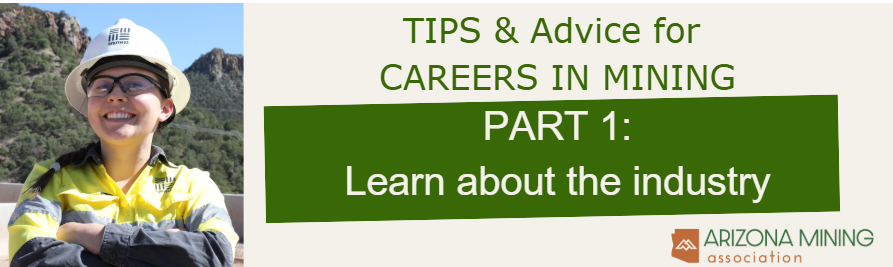 TIPS & Advice for
CAREERS IN MINING
PART 1:
Learn about the industry
ARIZONA MINING
association